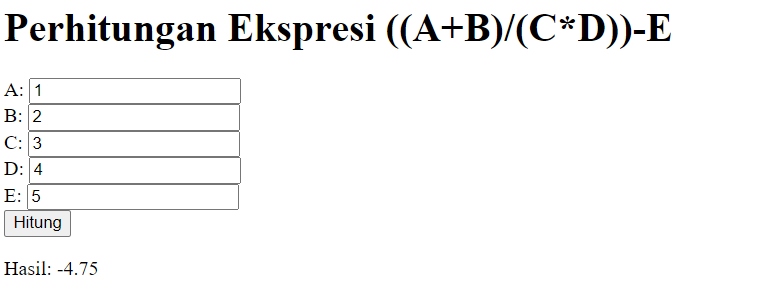 Perhitungan Ekspresi ((A+B)/(C*D))-E
A: 1
B: 2
C: 3
D: 4
E: 5
Hitung
Hasil: -4.75